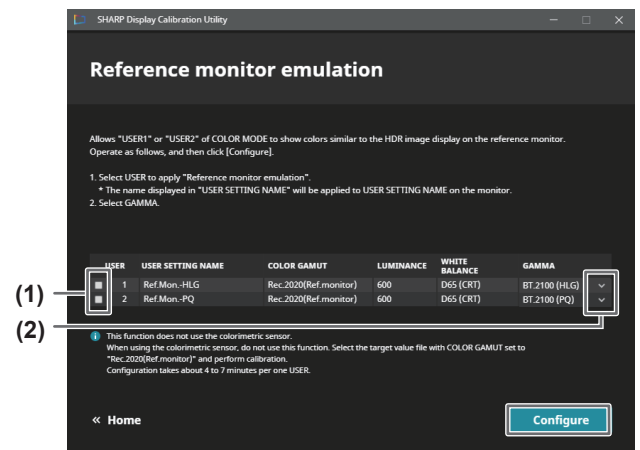 SHARP Display Calibration Utility
Reference monitor emulation
Allows "USER1" or "USER2" of COLOR MODE to show colors similar to the HDR image display on the reference monitor.
Operate as follows, and then click [Configure].
1. Select USER to apply "Reference monitor emulation".
* The name displayed in "USER SETTING NAME" will be applied to USER SETTING NAME on the monitor.
2. Select GAMMA.
USER USER SETTING NAME COLOR GAMUT LUMINANCE WHITE BALANCE GAMMA
1 Ref.Mon.-HLG Rec.2020(Ref.monitor) 600 D65 (CRT) BT.2100 (HLG)
2 Ref.Mon.-PQ Rec.2020(Ref.monitor) 600 D65 (CRT) BT.2100 (PQ)
(1)
(2)
This function does not use the colorimetric sensor.
When using the colorimetric sensor, do not use this function. Select the target value file with COLOR GAMUT set to
"Rec.2020(Ref.monitor)" and perform calibration.
Configuration takes about 4 to 7 minutes per one USER.
« Home
Configure